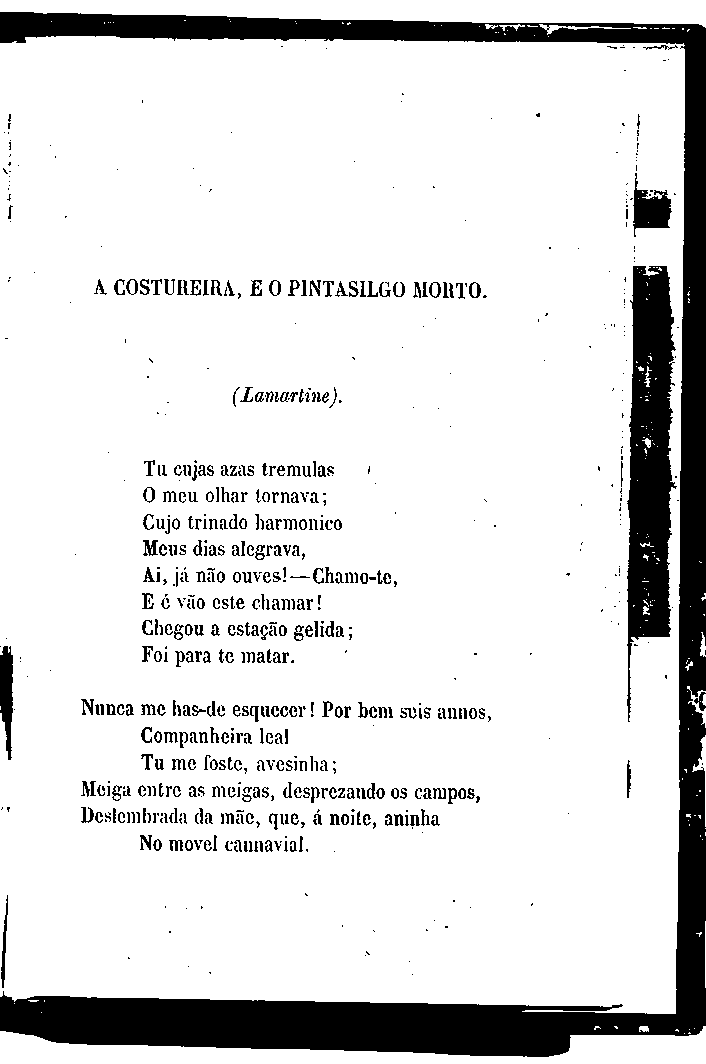 A COSTUREIRA, E O PINTASILGO MORTO.
(Lamartine).
Tu cujas azas tremulas
O meu olhar tornava;
Cujo trinado harmonico
Meus dias alegrava,
Ai, já não ouves!—Chamo-te,
E é vão este chamar!
Chegou a estação gelida;
Foi para te matar.
Nunca me has-de esquecer! Por bem seis annos,
Companheira leal
Tu me foste, avesinha;
Meiga entre as meigas, desprezando os campos,
Deslembrada da mãe, que, á noite, aninha
No movel cannavial.